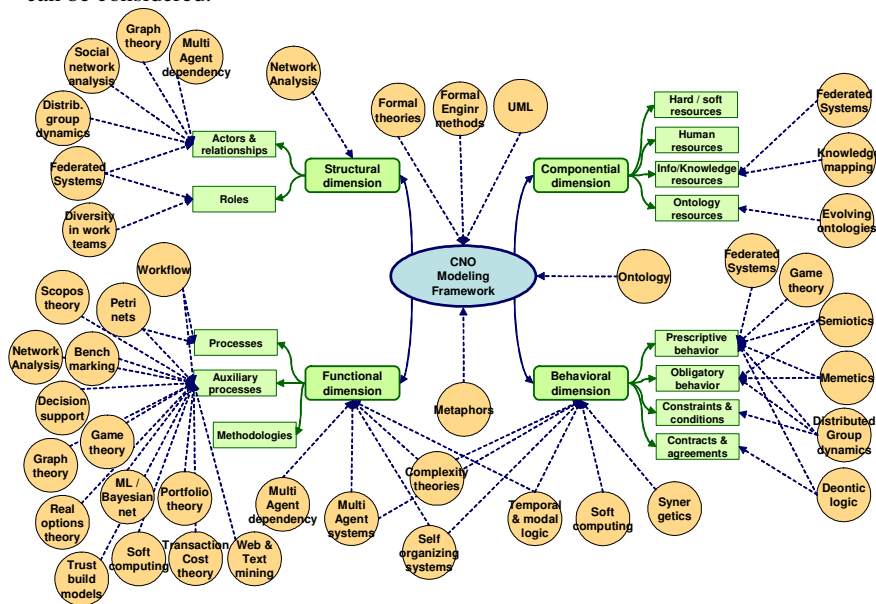 can be considered.
Graph
theory
Multi
Agent
dependency
Social
network
analysis
Network
Analysis
Distrib.
group
dynamics
Federated
Systems
Diversity
in work
teams
Actors &
relationships
Roles
Structural
dimension
Formal
theories
Formal
Enginr
methods
UML
Componential
dimension
Hard / soft
resources
Human
resources
Info/Knowledge
resources
Ontology
resources
Federated
Systems
Knowledge
mapping
Evolving
ontologies
CNO
Modeling
Framework
Ontology
Metaphors
Workflow
Scopos
theory
Petri
nets
Network
Analysis
Bench
marking
Decision
support
Game
theory
Graph
theory
ML /
Bayesian
net
Portfolio
theory
Real
options
theory
Trust
build
models
Soft
computing
Transaction
Cost
theory
Web &
Text
mining
Processes
Auxiliary
processes
Methodologies
Functional
dimension
Behavioral
dimension
Prescriptive
behavior
Obligatory
behavior
Constraints &
conditions
Contracts &
agreements
Federated
Systems
Game
theory
Semiotics
Memetics
Distributed
Group
dynamics
Deontic
logic
Multi
Agent
dependency
Multi
Agent
systems
Complexity
theories
Self
organizing
systems
Temporal
& modal
logic
Soft
computing
Syner
getics